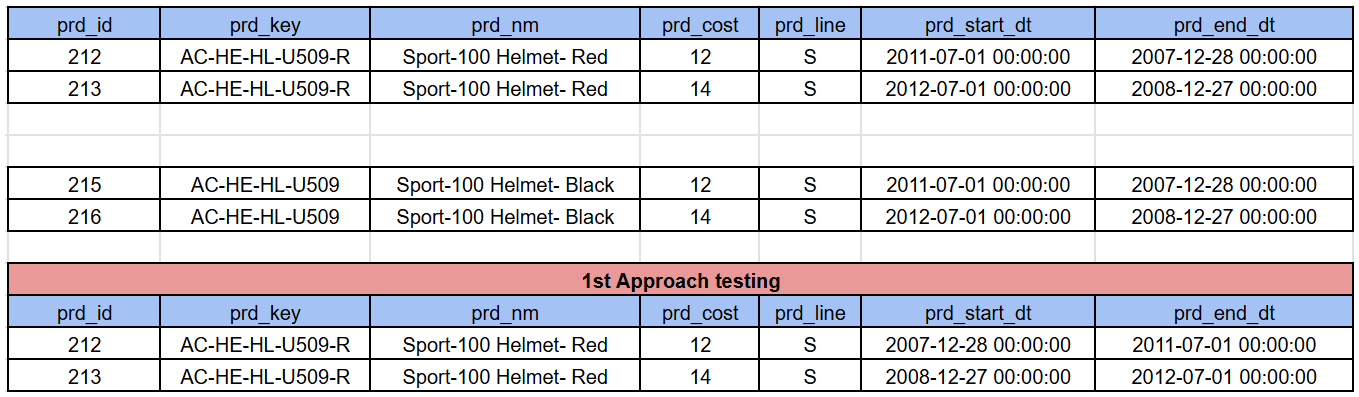 prd_id prd_key prd_nm prd_cost prd_line prd_start_dt prd_end_dt
212 AC-HE-HL-U509-R Sport-100 Helmet- Red 12 S 2011-07-01 00:00:00 2007-12-28 00:00:00
213 AC-HE-HL-U509-R Sport-100 Helmet- Red 14 S 2012-07-01 00:00:00 2008-12-27 00:00:00
215 AC-HE-HL-U509 Sport-100 Helmet- Black 12 S 2011-07-01 00:00:00 2007-12-28 00:00:00
216 AC-HE-HL-U509 Sport-100 Helmet- Black 14 S 2012-07-01 00:00:00 2008-12-27 00:00:00
1st Approach testing
prd_id prd_key prd_nm prd_cost prd_line prd_start_dt prd_end_dt
212 AC-HE-HL-U509-R Sport-100 Helmet- Red 12 S 2007-12-28 00:00:00 2011-07-01 00:00:00
213 AC-HE-HL-U509-R Sport-100 Helmet- Red 14 S 2008-12-27 00:00:00 2012-07-01 00:00:00